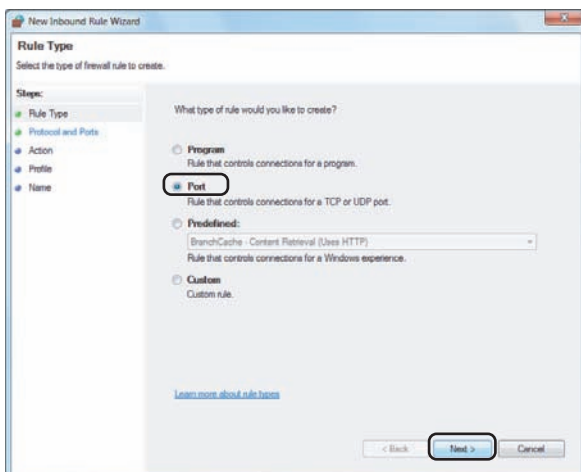 New Inbound Rule Wizard
Rule Type
Select the type of firewall rule to create.
Steps:
Rule Type
Protocol and Ports
Action
Profile
Name
What type of rule would you like to create?
Program
Rule that controls connections for a program.
Port
Rule that controls connections for a TCP or UDP port.
Predefined:
BranchCache - Content Retrieval (Uses HTTP)
Rule that controls connections for a Windows experience.
Custom
Custom rule.
Learn more about rule types
< Back Next > Cancel